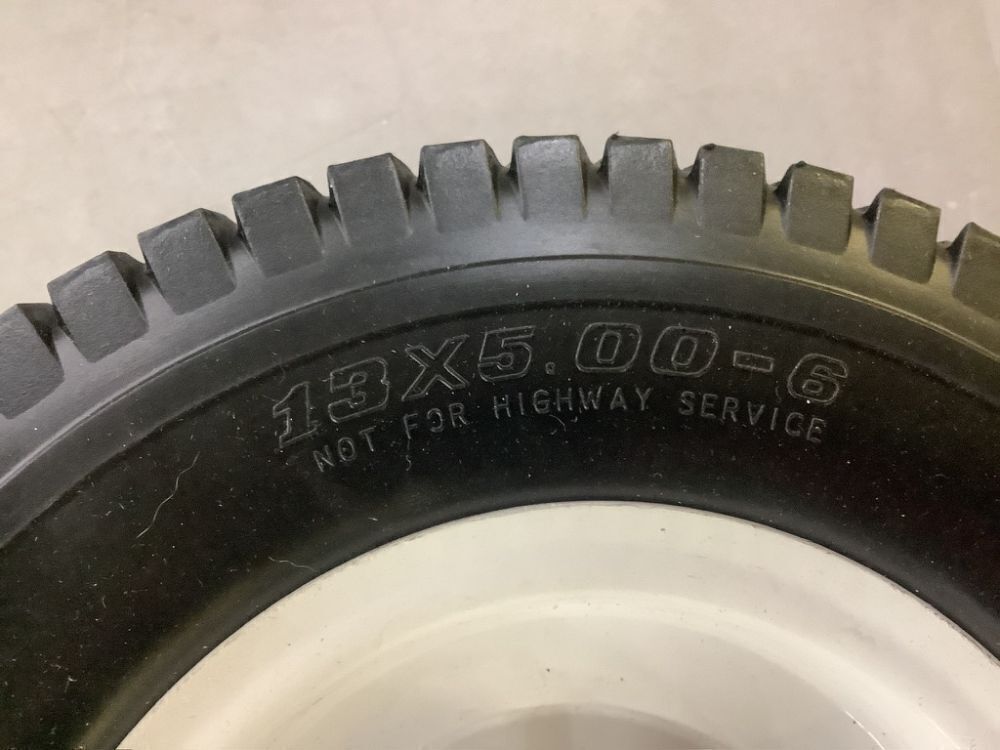 13X5.00-6
NOT FOR HIGHWAY SERVICE